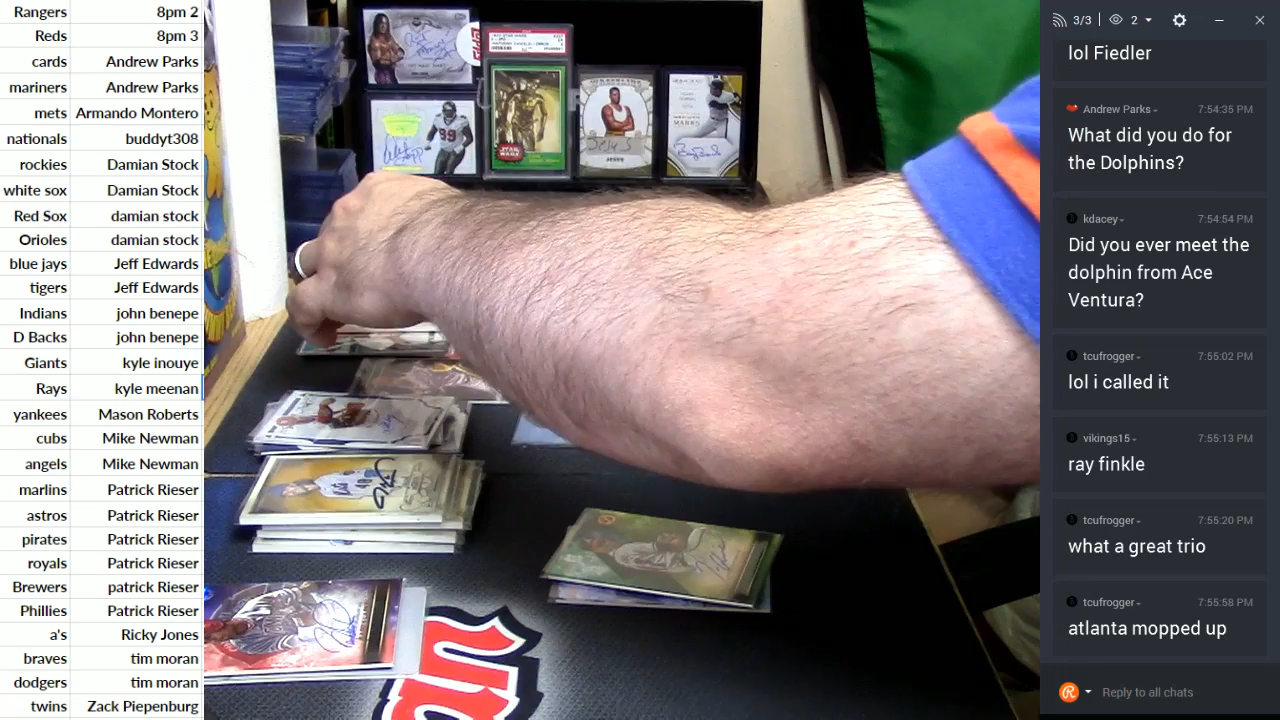 Rangers 8pm 2
Reds 8pm 3
cards Andrew Parks
mariners Andrew Parks
mets Armando Montero
nationals buddyt308
rockies Damian Stock
white sox Damian Stock
Red Sox damian stock
Orioles damian stock
blue jays Jeff Edwards
tigers Jeff Edwards
Indians john benepe
D Backs john benepe
Giants kyle inouye
Rays kyle meenan
yankees Mason Roberts
cubs Mike Newman
angels Mike Newman
marlins Patrick Rieser
astros Patrick Rieser
pirates Patrick Rieser
royals Patrick Rieser
Brewers patrick Rieser
Phillies Patrick Rieser
a's Ricky Jones
braves tim moran
dodgers tim moran
twins Zack Piepenburg
STAR
WARS
MARKS
99
3/3 2
lol Fiedler
Andrew Parks 7:54:35 PM
What did you do for
the Dolphins?
kdacey 7:54:54 PM
Did you ever meet the
dolphin from Ace
Ventura?
tcufrogger 7:55:02 PM
lol i called it
vikings15 7:55:13 PM
ray finkle
tcufrogger 7:55:20 PM
what a great trio
tcufrogger 7:55:58 PM
atlanta mopped up
Reply to all chats